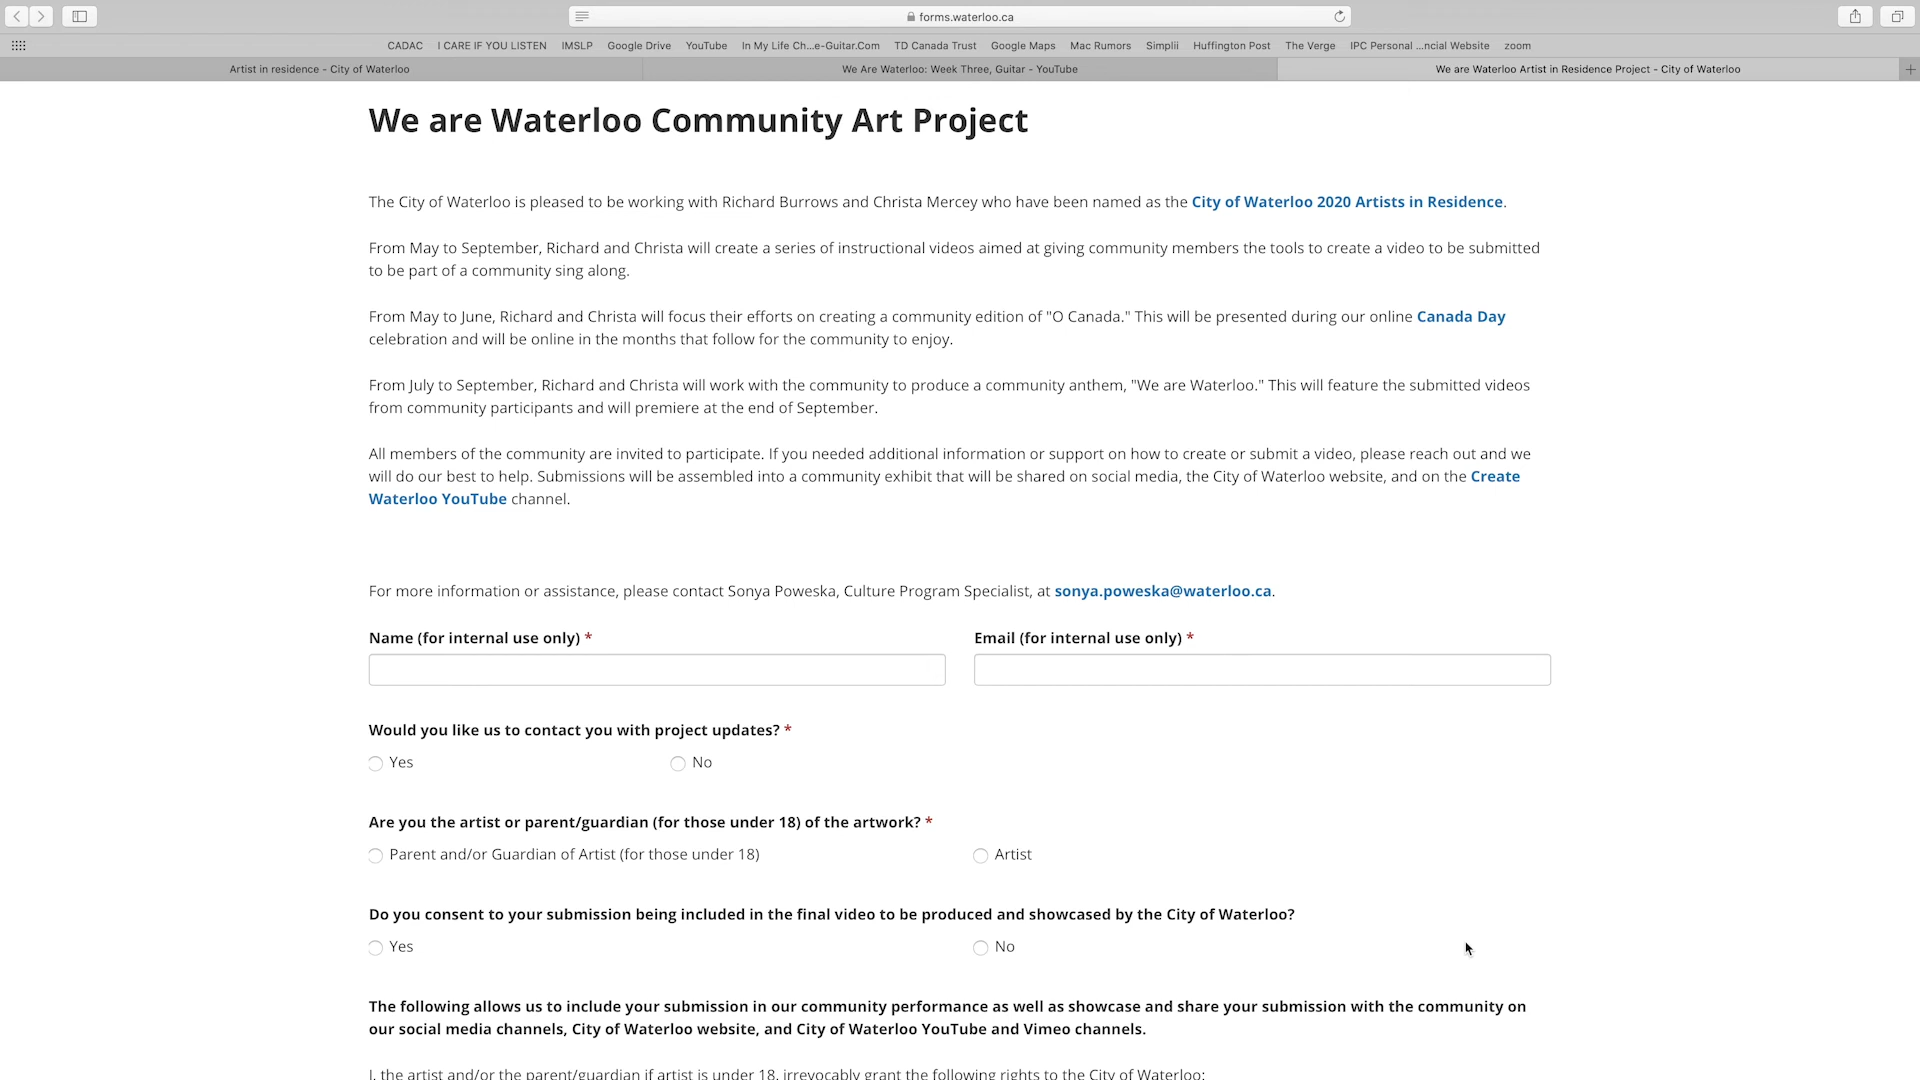 forms.waterloo.ca
CADAC I CARE IF YOU LISTEN IMSLP Google Drive YouTube In My Life Ch...e-Guitar.Com TD Canada Trust Google Maps Mac Rumors Simplii Huffington Post The Verge IPC Personal ...ncial Website zoom
Artist in residence - City of Waterloo We Are Waterloo: Week Three, Guitar - YouTube We are Waterloo Artist in Residence Project - City of Waterloo
We are Waterloo Community Art Project
The City of Waterloo is pleased to be working with Richard Burrows and Christa Mercey who have been named as the City of Waterloo 2020 Artists in Residence.
From May to September, Richard and Christa will create a series of instructional videos aimed at giving community members the tools to create a video to be submitted
to be part of a community sing along.
From May to June, Richard and Christa will focus their efforts on creating a community edition of "O Canada." This will be presented during our online Canada Day
celebration and will be online in the months that follow for the community to enjoy.
From July to September, Richard and Christa will work with the community to produce a community anthem, "We are Waterloo." This will feature the submitted videos
from community participants and will premiere at the end of September.
All members of the community are invited to participate. If you needed additional information or support on how to create or submit a video, please reach out and we
will do our best to help. Submissions will be assembled into a community exhibit that will be shared on social media, the City of Waterloo website, and on the Create
Waterloo YouTube channel.
For more information or assistance, please contact Sonya Poweska, Culture Program Specialist, at sonya.poweska@waterloo.ca.
Name (for internal use only) * Email (for internal use only) *
Would you like us to contact you with project updates? *
Yes No
Are you the artist or parent/guardian (for those under 18) of the artwork? *
Parent and/or Guardian of Artist (for those under 18) Artist
Do you consent to your submission being included in the final video to be produced and showcased by the City of Waterloo?
Yes No
The following allows us to include your submission in our community performance as well as showcase and share your submission with the community on
our social media channels, City of Waterloo website, and City of Waterloo YouTube and Vimeo channels.
I, the artist and/or the parent/guardian if artist is under 18, irrevocably grant the following rights to the City of Waterloo: